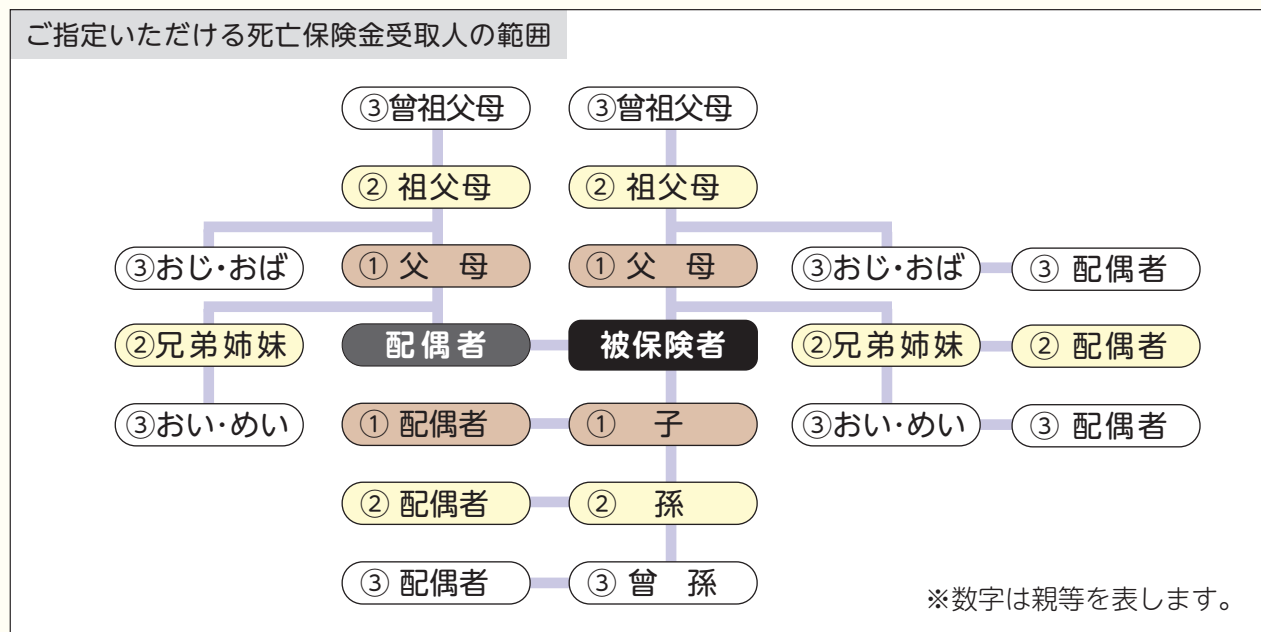 ご指定いただける死亡保険金受取人の範囲
③曾祖父母 ③曾祖父母
② 祖父母 ② 祖父母
③おじ・おば ① 父　母 ① 父　母 ③おじ・おば ③ 配偶者
②兄弟姉妹 配偶者 被保険者 ②兄弟姉妹 ② 配偶者
③おい・めい ① 配偶者 ①　子 ③おい・めい ③ 配偶者
② 配偶者 ②　孫
③ 配偶者 ③ 曾　孫
※数字は親等を表します。